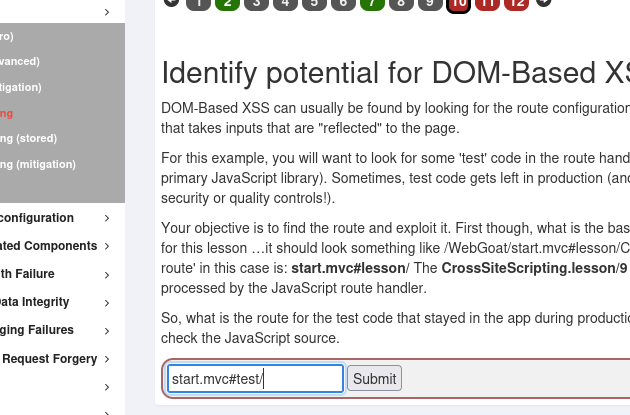 1 2 3 4 5 6 7 8 9 10 11 12
ro)
vanced)
tigation)
ng
ng (stored)
ng (mitigation)
configuration
ated Components
th Failure
Data Integrity
ging Failures
Request Forgery
Identify potential for DOM-Based XS
DOM-Based XSS can usually be found by looking for the route configuration
that takes inputs that are "reflected" to the page.
For this example, you will want to look for some 'test' code in the route hand
primary JavaScript library). Sometimes, test code gets left in production (and
security or quality controls!).
Your objective is to find the route and exploit it. First though, what is the bas
for this lesson …it should look something like /WebGoat/start.mvc#lesson/C
route' in this case is: start.mvc#lesson/ The CrossSiteScripting.lesson/9
processed by the JavaScript route handler.
So, what is the route for the test code that stayed in the app during productio
check the JavaScript source.
start.mvc#test/ Submit